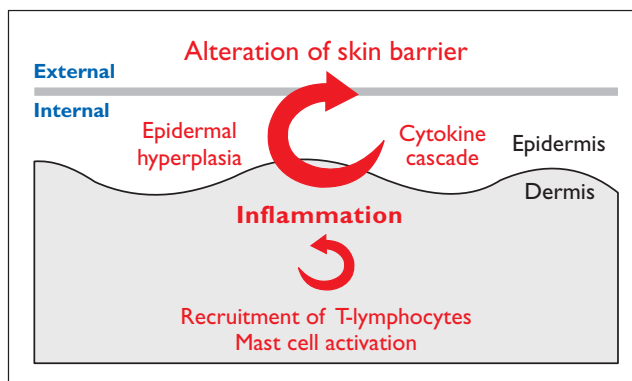 Alteration of skin barrier
External
Internal
Epidermal
hyperplasia
Cytokine
cascade
Epidermis
Dermis
Inflammation
Recruitment of T-lymphocytes
Mast cell activation